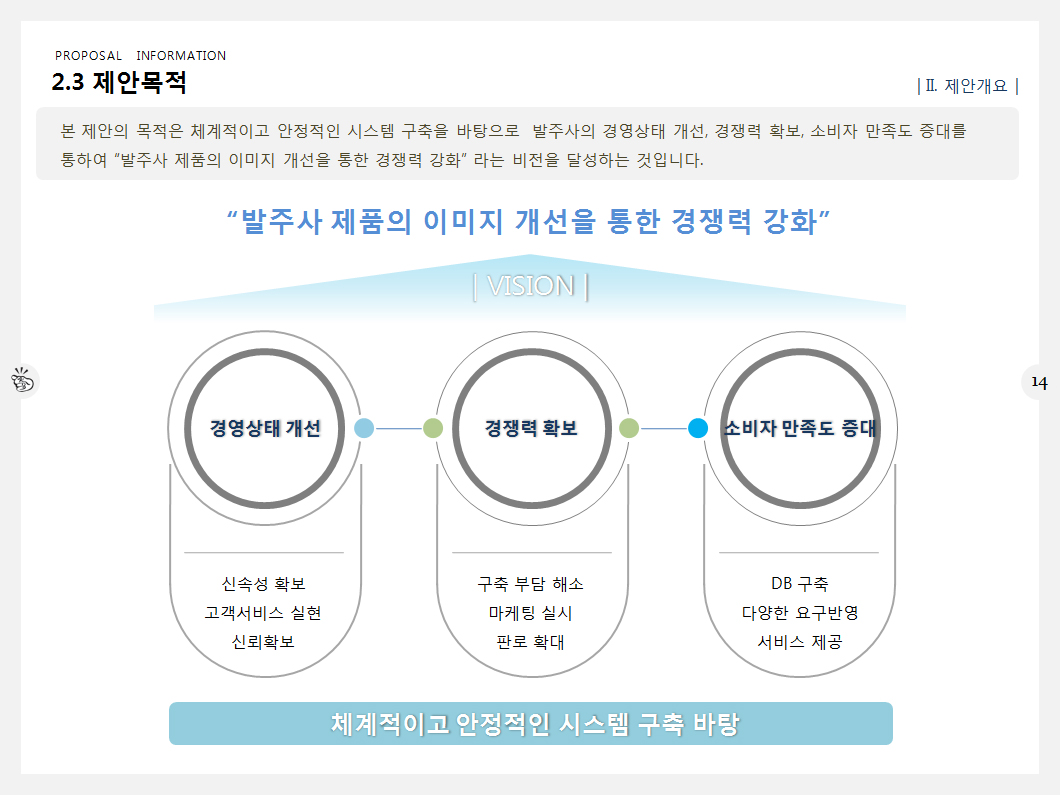 PROPOSAL INFORMATION
2.3 제안목적
| Ⅱ. 제안개요 |
본 제안의 목적은 체계적이고 안정적인 시스템 구축을 바탕으로 발주사의 경영상태 개선, 경쟁력 확보, 소비자 만족도 증대를
통하여 ”발주사 제품의 이미지 개선을 통한 경쟁력 강화” 라는 비전을 달성하는 것입니다.
“발주사 제품의 이미지 개선을 통한 경쟁력 강화”
| VISION |
14
경영상태 개선
경쟁력 확보
소비자 만족도 증대
신속성 확보
고객서비스 실현
신뢰확보
구축 부담 해소
마케팅 실시
판로 확대
DB 구축
다양한 요구반영
서비스 제공
체계적이고 안정적인 시스템 구축 바탕